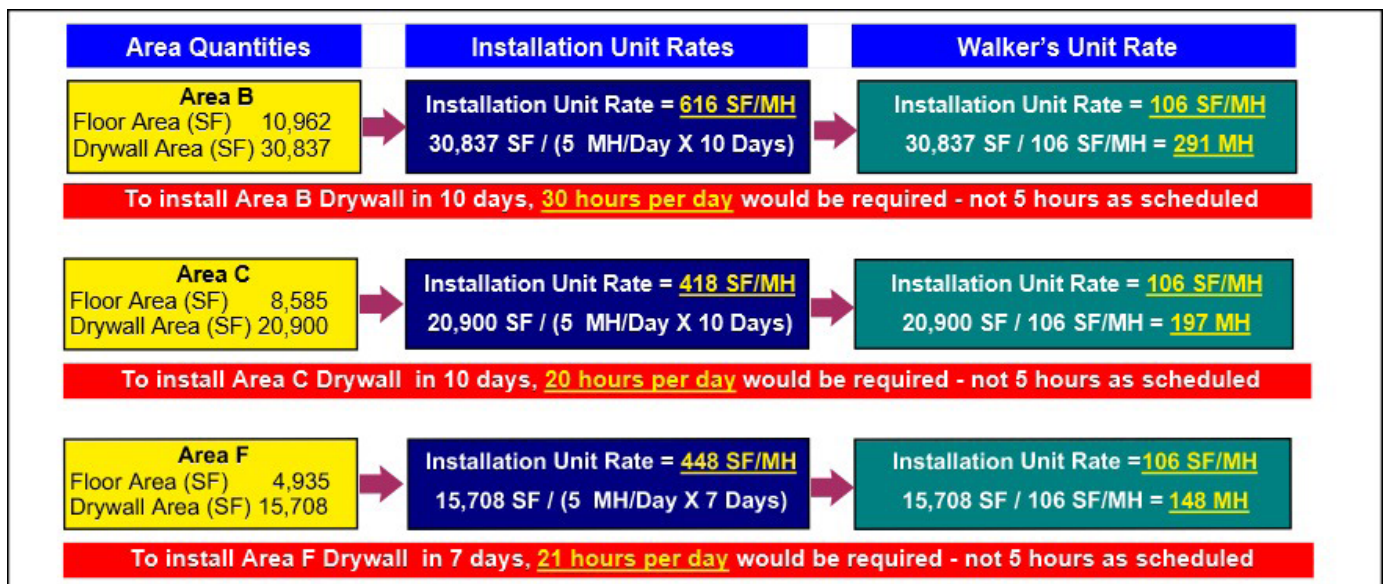 Area Quantities
Installation Unit Rates
Walker's Unit Rate
Area B
Floor Area (SF) 10,962
Drywall Area (SF) 30,837
Installation Unit Rate = 616 SF/MH
30,837 SF / (5 MH/Day X 10 Days)
Installation Unit Rate = 106 SF/MH
30,837 SF / 106 SF/MH = 291 MH
To install Area B Drywall in 10 days, 30 hours per day would be required - not 5 hours as scheduled
Area C
Floor Area (SF) 8,585
Drywall Area (SF) 20,900
Installation Unit Rate = 418 SF/MH
20,900 SF / (5 MH/Day X 10 Days)
Installation Unit Rate = 106 SF/MH
20,900 SF / 106 SF/MH = 197 MH
To install Area C Drywall in 10 days, 20 hours per day would be required - not 5 hours as scheduled
Area F
Floor Area (SF) 4,935
Drywall Area (SF) 15,708
Installation Unit Rate = 448 SF/MH
15,708 SF / (5 MH/Day X 7 Days)
Installation Unit Rate =106 SF/MH
15,708 SF / 106 SF/MH = 148 MH
To install Area F Drywall in 7 days, 21 hours per day would be required - not 5 hours as scheduled